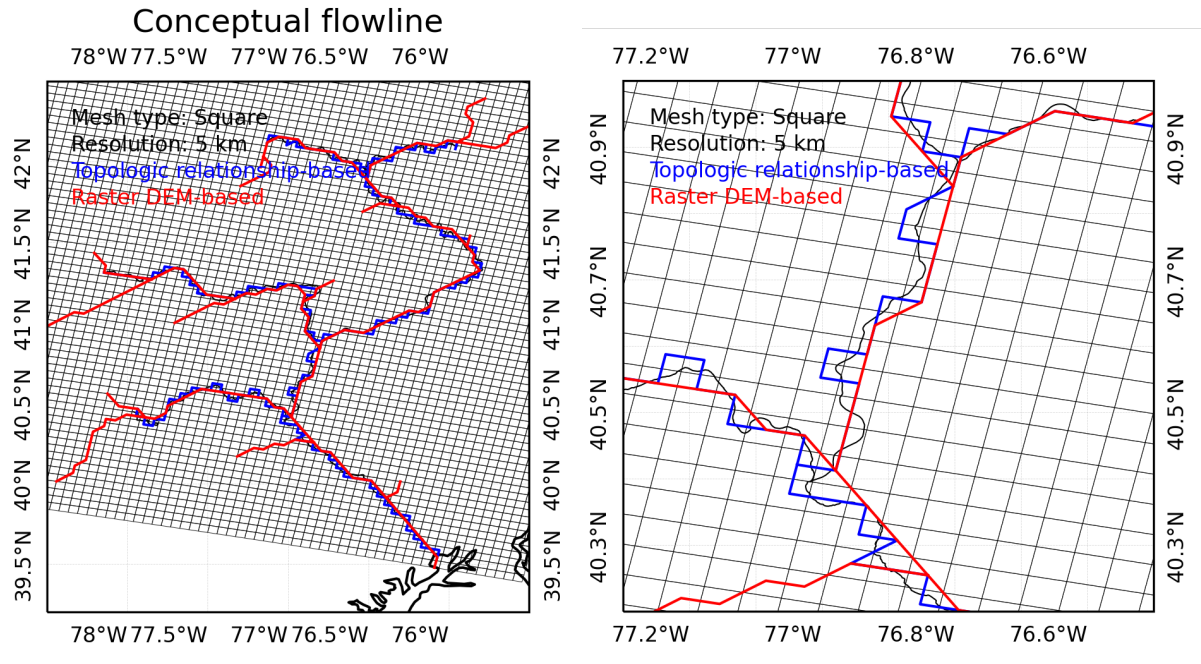 Conceptual flowline
78°W 77.5°W 77°W 76.5°W 76°W
Mesh type: Square
Resolution: 5 km
Topologic relationship-based
Raster DEM-based
42°N
41.5°N
41°N
40.5°N
40°N
39.5°N
42°N
41.5°N
41°N
40.5°N
40°N
39.5°N
78°W 77.5°W 77°W 76.5°W 76°W
77.2°W 77°W 76.8°W 76.6°W
Mesh type: Square
Resolution: 5 km
Topologic relationship-based
Raster DEM-based
40.9°N
40.7°N
40.5°N
40.3°N
40.9°N
40.7°N
40.5°N
40.3°N
77.2°W 77°W 76.8°W 76.6°W